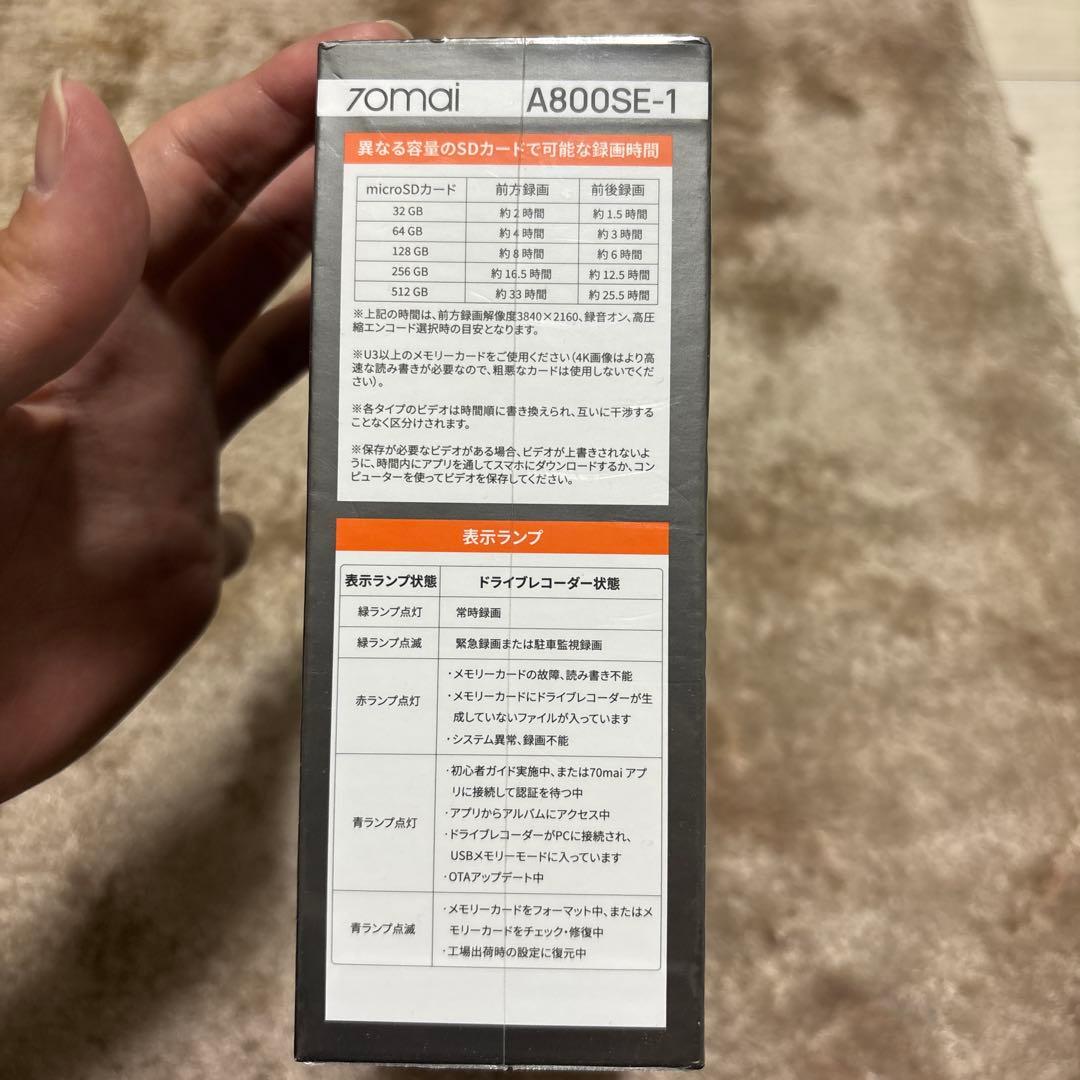 70mai A800SE-1
異なる容量のSDカードで可能な録画時間
microSDカード 前方録画 前後録画
32 GB 約 2 時間 約 1.5 時間
64 GB 約 4 時間 約 3 時間
128 GB 約 8 時間 約 6 時間
256 GB 約 16.5 時間 約 12.5 時間
512 GB 約 33 時間 約 25.5 時間
※上記の時間は、前方録画解像度3840×2160、録音オン、高圧
縮エンコード選択時の目安となります。
※U3以上のメモリーカードをご使用ください（4K画像はより高
速な読み書きが必要なので、粗悪なカードは使用しないでくだ
さい）。
※各タイプのビデオは時間順に書き換えられ、互いに干渉する
ことなく区分けされます。
※保存が必要なビデオがある場合、ビデオが上書きされないよ
うに、時間内にアプリを通してスマホにダウンロードするか、コン
ピューターを使ってビデオを保存してください。
表示ランプ
表示ランプ状態 ドライブレコーダー状態
緑ランプ点灯 常時録画
緑ランプ点滅 緊急録画または駐車監視録画
赤ランプ点灯
・メモリーカードの故障、読み書き不能
・メモリーカードにドライブレコーダーが生
成していないファイルが入っています
・システム異常、録画不能
青ランプ点灯
・初心者ガイド実施中、または70mai アプ
リに接続して認証を待つ中
・アプリからアルバムにアクセス中
・ドライブレコーダーがPCに接続され、
USBメモリーモードに入っています
・OTAアップデート中
青ランプ点滅
・メモリーカードをフォーマット中、またはメ
モリーカードをチェック・修復中
・工場出荷時の設定に復元中